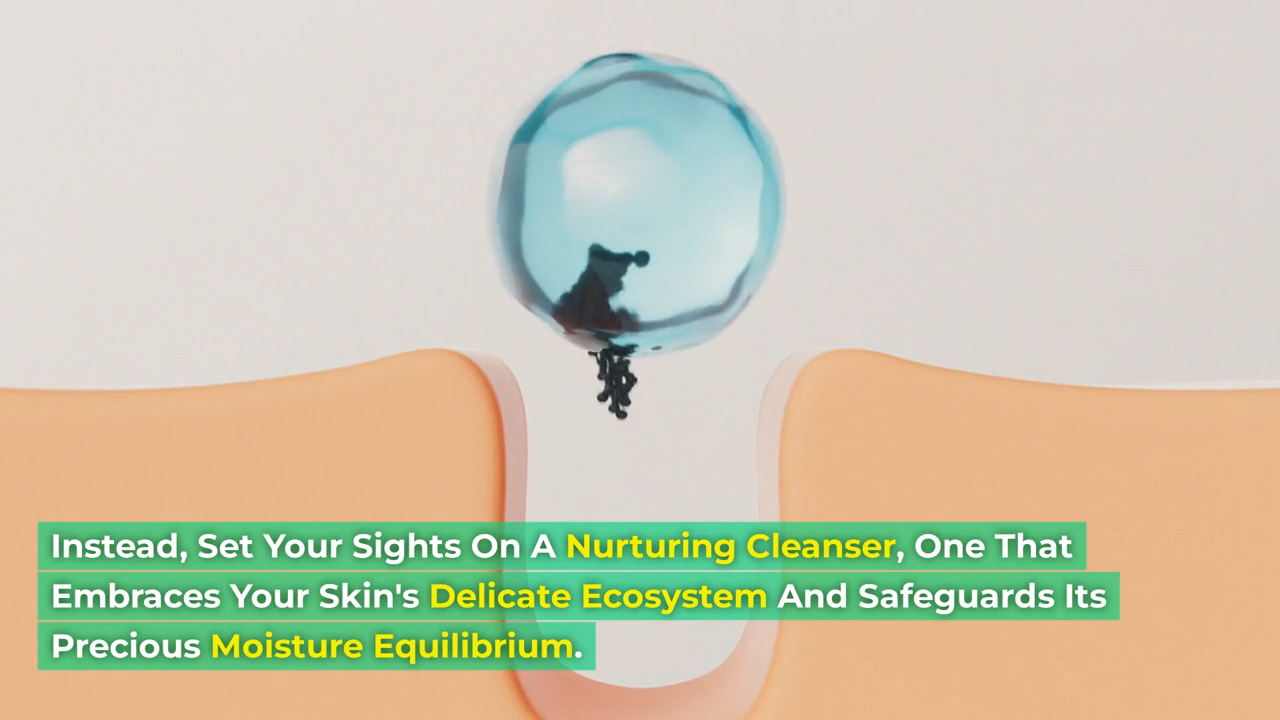 Instead, Set Your Sights On A Nurturing Cleanser, One That
Embraces Your Skin's Delicate Ecosystem And Safeguards Its
Precious Moisture Equilibrium.